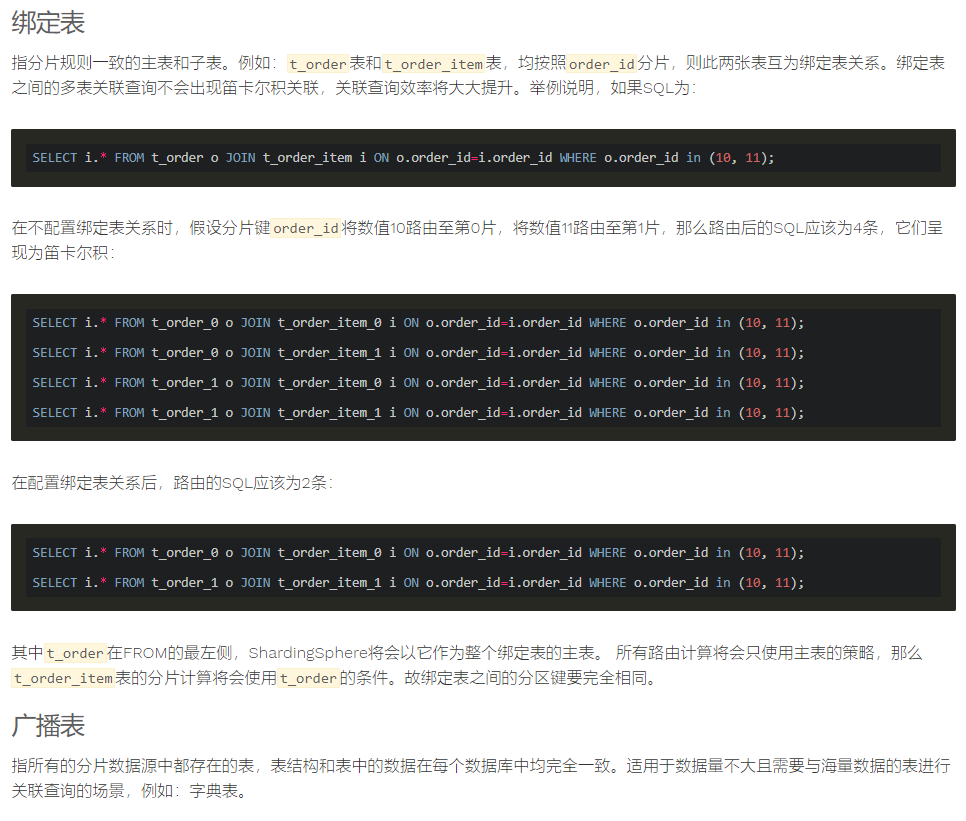 绑定表
指分片规则一致的主表和子表。例如：t_order表和t_order_item表，均按照order_id分片，则此两张表互为绑定表关系。绑定表
之间的多表关联查询不会出现笛卡尔积关联，关联查询效率将大大提升。举例说明，如果SQL为：
SELECT i.* FROM t_order o JOIN t_order_item i ON o.order_id=i.order_id WHERE o.order_id in (10, 11);
在不配置绑定表关系时，假设分片键order_id将数值10路由至第0片，将数值11路由至第1片，那么路由后的SQL应该为4条，它们呈
现为笛卡尔积：
SELECT i.* FROM t_order_0 o JOIN t_order_item_0 i ON o.order_id=i.order_id WHERE o.order_id in (10, 11);
SELECT i.* FROM t_order_0 o JOIN t_order_item_1 i ON o.order_id=i.order_id WHERE o.order_id in (10, 11);
SELECT i.* FROM t_order_1 o JOIN t_order_item_0 i ON o.order_id=i.order_id WHERE o.order_id in (10, 11);
SELECT i.* FROM t_order_1 o JOIN t_order_item_1 i ON o.order_id=i.order_id WHERE o.order_id in (10, 11);
在配置绑定表关系后，路由的SQL应该为2条：
SELECT i.* FROM t_order_0 o JOIN t_order_item_0 i ON o.order_id=i.order_id WHERE o.order_id in (10, 11);
SELECT i.* FROM t_order_1 o JOIN t_order_item_1 i ON o.order_id=i.order_id WHERE o.order_id in (10, 11);
其中t_order在FROM的最左侧，ShardingSphere将会以它作为整个绑定表的主表。 所有路由计算将会只使用主表的策略，那么
t_order_item表的分片计算将会使用t_order的条件。故绑定表之间的分区键要完全相同。
广播表
指所有的分片数据源中都存在的表，表结构和表中的数据在每个数据库中均完全一致。适用于数据量不大且需要与海量数据的表进行
关联查询的场景，例如：字典表。